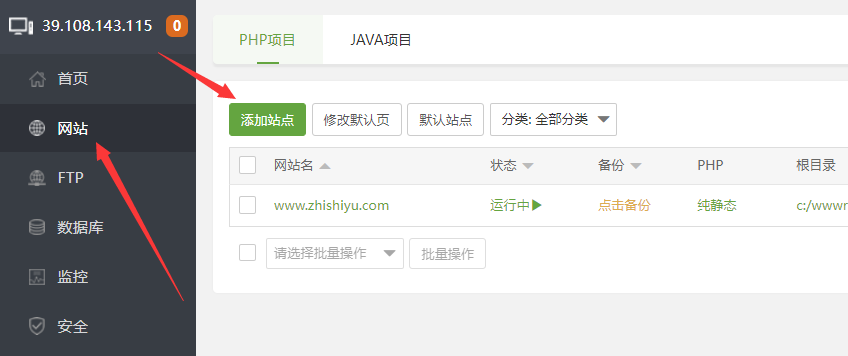 39.108.143.115 0
首页
网站
FTP
数据库
监控
安全
PHP项目 JAVA项目
添加站点 修改默认页 默认站点 分类: 全部分类
网站名 状态 备份 PHP 根目录
www.zhishiyu.com 运行中 点击备份 纯静态
请选择批量操作 批量操作